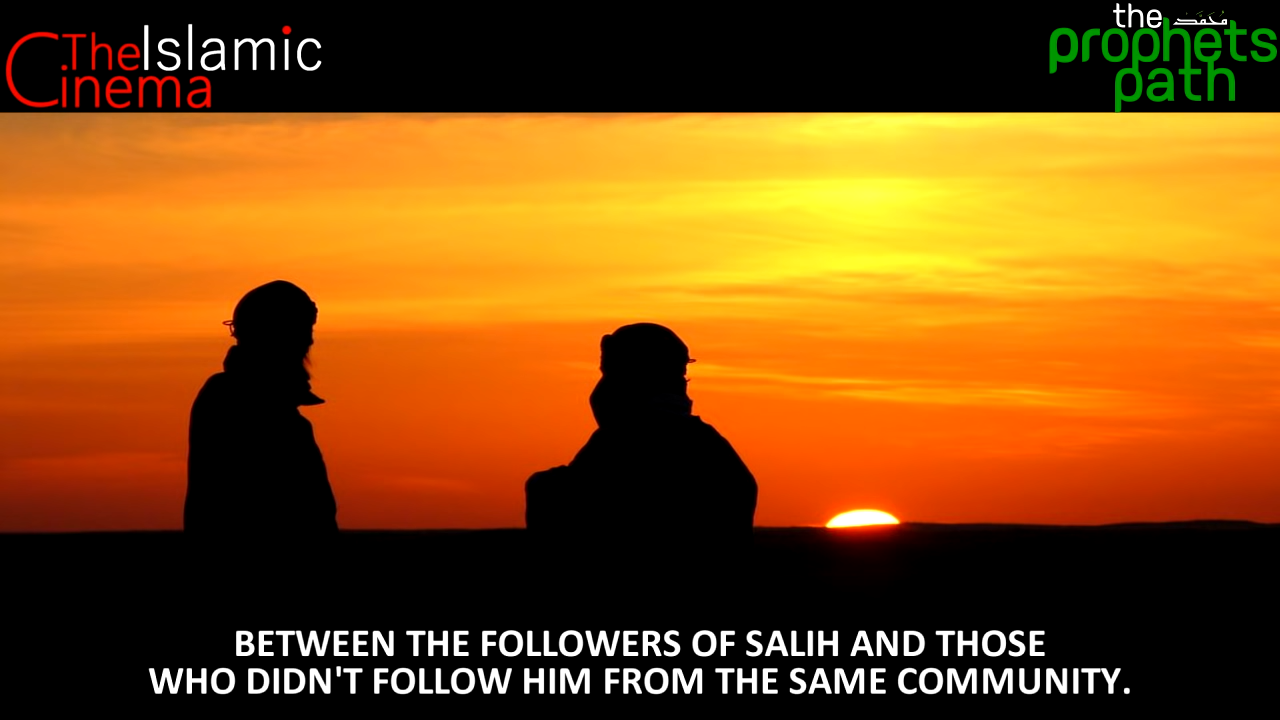 TheIslamic
Cinema
the محمد
prophets
path
BETWEEN THE FOLLOWERS OF SALIH AND THOSE
WHO DIDN'T FOLLOW HIM FROM THE SAME COMMUNITY.